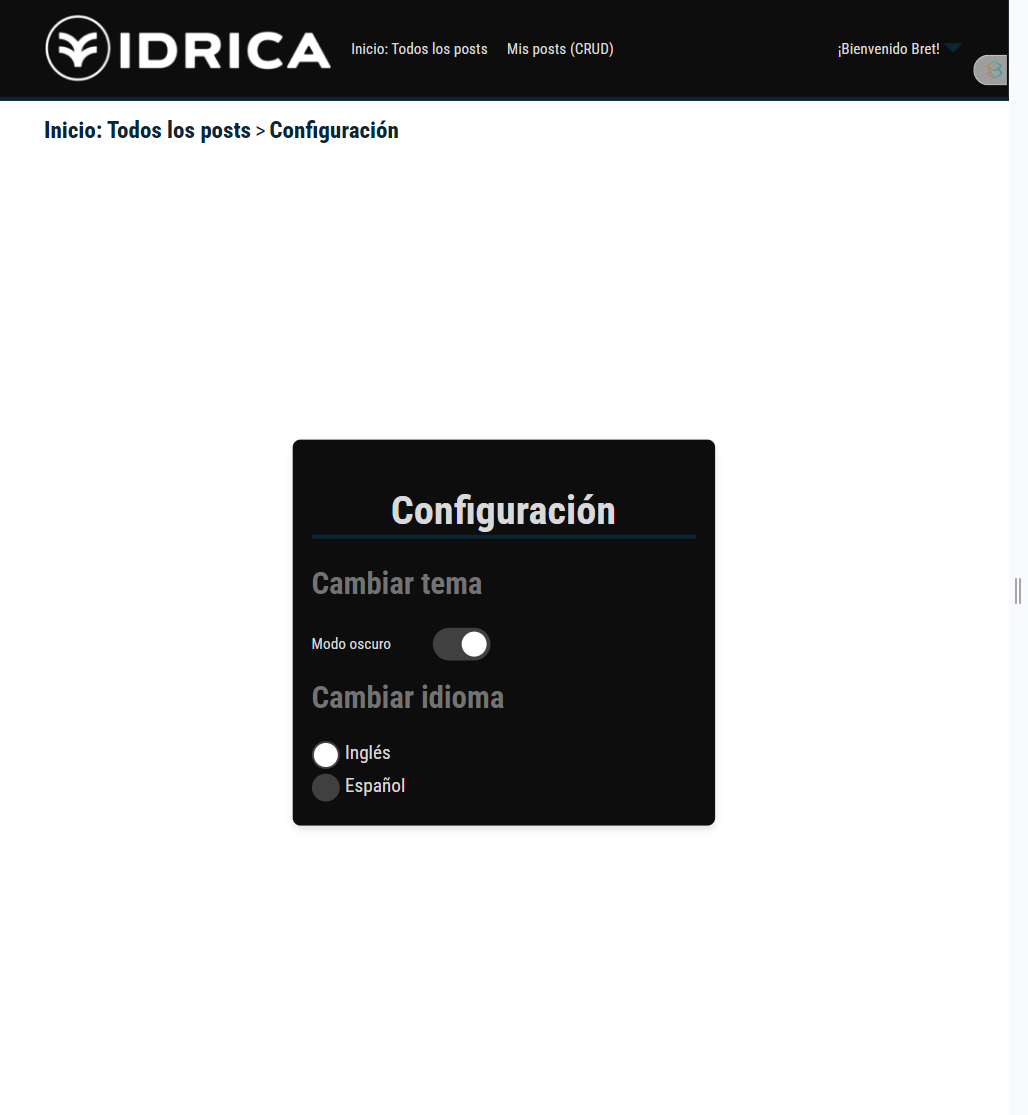 IDRICA
Inicio: Todos los posts
Mis posts (CRUD)
¡Bienvenido Bret!
Inicio: Todos los posts > Configuración
Configuración
Cambiar tema
Modo oscuro
Cambiar idioma
Inglés
Español